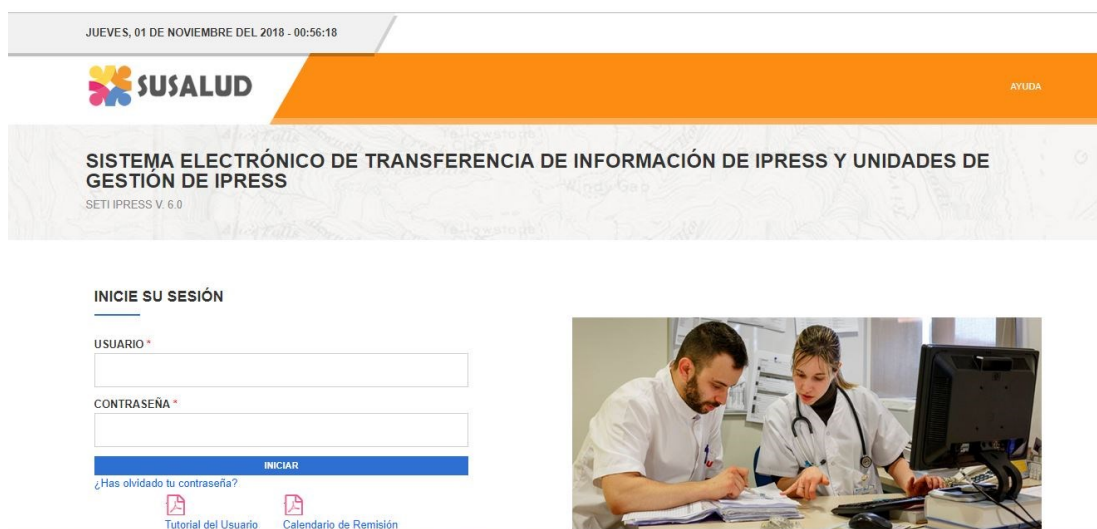 JUEVES, 01 DE NOVIEMBRE DEL 2018 - 00:56:18
SUSALUD
AYUDA
SISTEMA ELECTRÓNICO DE TRANSFERENCIA DE INFORMACIÓN DE IPRESS Y UNIDADES DE
GESTIÓN DE IPRESS
SETI IPRESS V. 6.0
INICIE SU SESIÓN
USUARIO *
CONTRASEÑA *
INICIAR
¿Has olvidado tu contraseña?
Tutorial del Usuario Calendario de Remisión